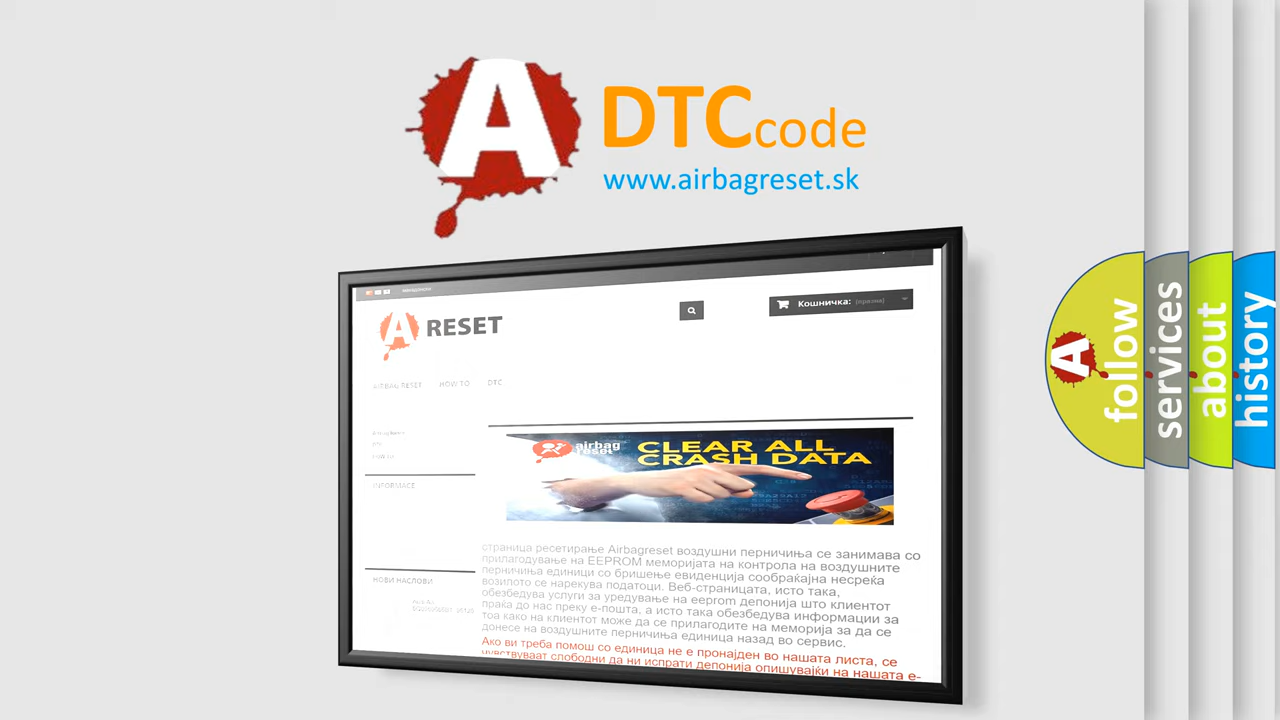 A DTCcode
www.airbagreset.sk
A RESET
Кошничка: (празна)
AIRBAG RESET HOW TO DTC
airbag reset
CLEAR ALL
CRASH DATA
INFORMACE
НОВИ НАСЛОВИ
страница ресетирање Airbagreset воздушни перничиња се занимава со
прилагодување на EEPROM меморијата на контрола на воздушните
перничиња единици со бришење евиденција сообраќајна несреќа
возилото се нарекува податоци. Веб-страницата, исто така,
обезбедува услуги за уредување на eeprom депонија што клиентот
праќа до нас преку е-пошта, а исто така обезбедува информации за
тоа како на клиентот може да се прилагодите на меморија за да се
донесе на воздушните перничиња единица назад во сервис.
Ако ви треба помош со единица не е пронајден во нашата листа, се
чувствуваат слободни да ни испрати депонија опишувајќи на нашата е-
A follow
services
about
history